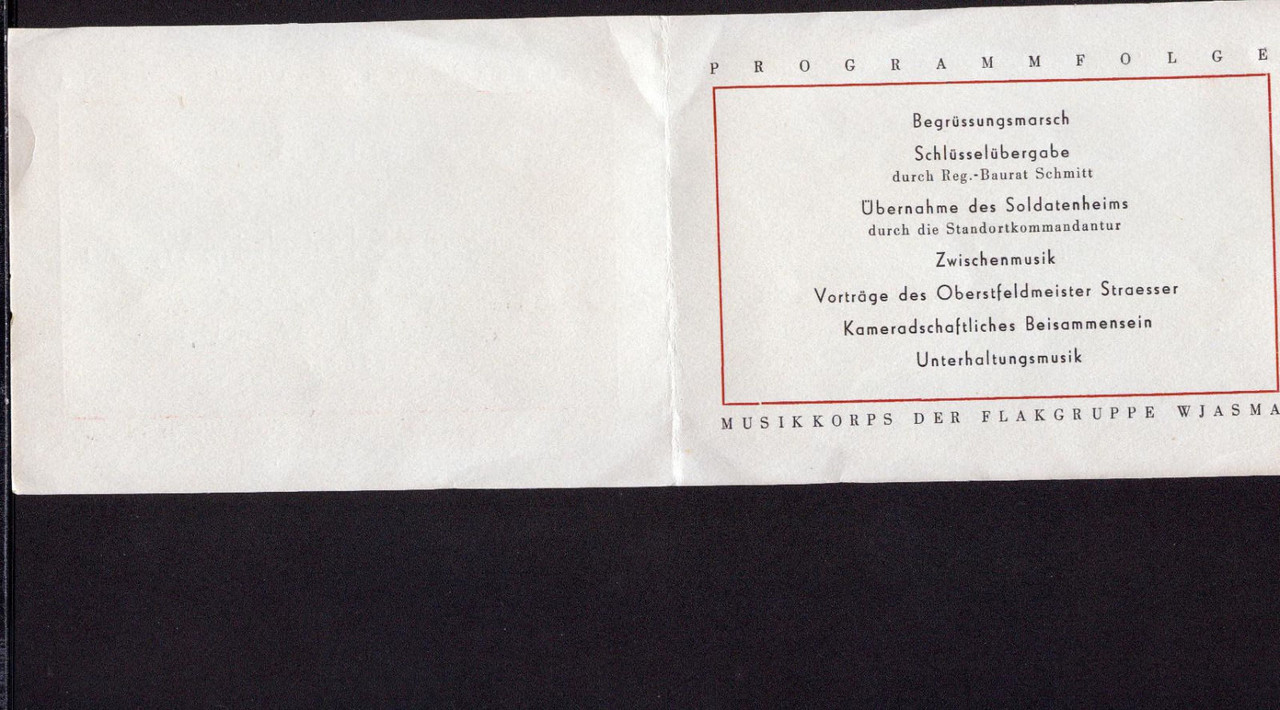 PROGRAMMFOLGE
Begrüssungsmarsch
Schlüsselübergabe
durch Reg.-Baurat Schmitt
Übernahme des Soldatenheims
durch die Standortkommandantur
Zwischenmusik
Vorträge des Oberstfeldmeister Straesser
Kameradschaftliches Beisammensein
Unterhaltungsmusik
MUSIKKORPS DER FLAKGRUPPE WJASMA